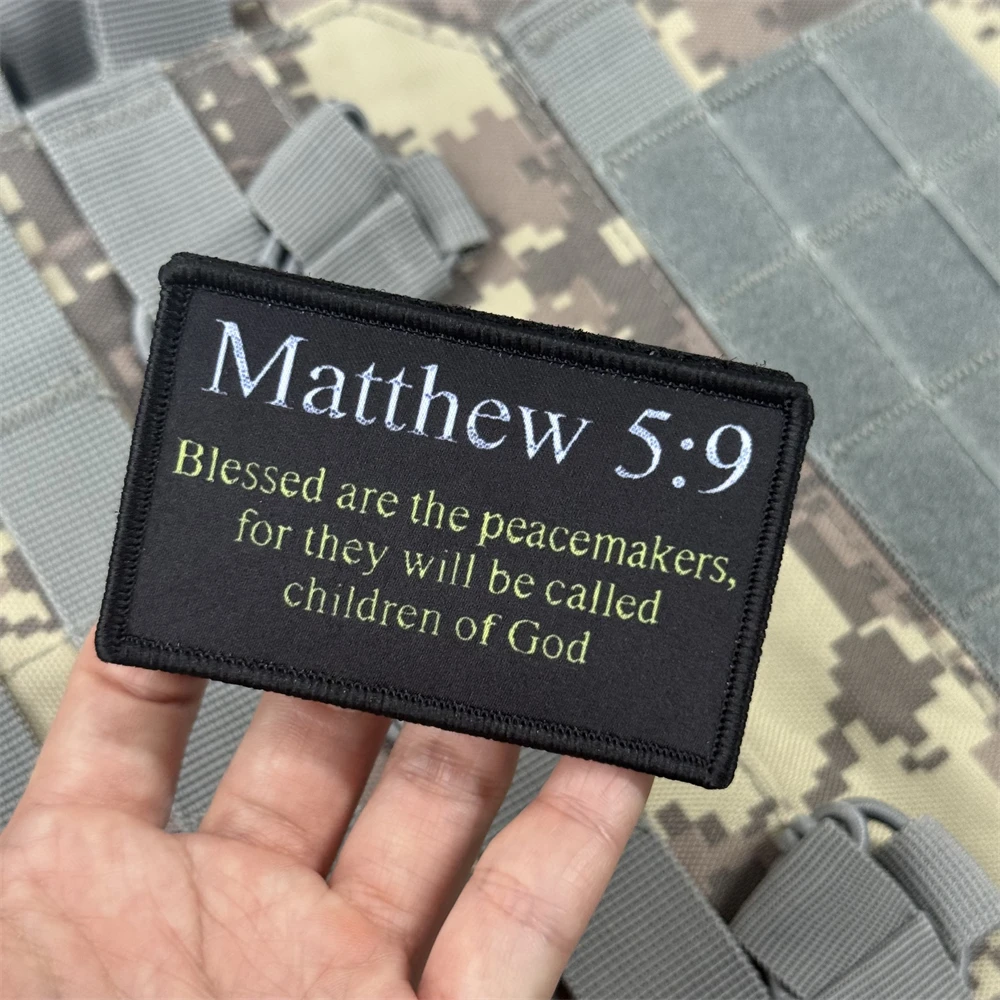 Matthew 5:9
Blessed are the peacemakers,
for they will be called
children of God